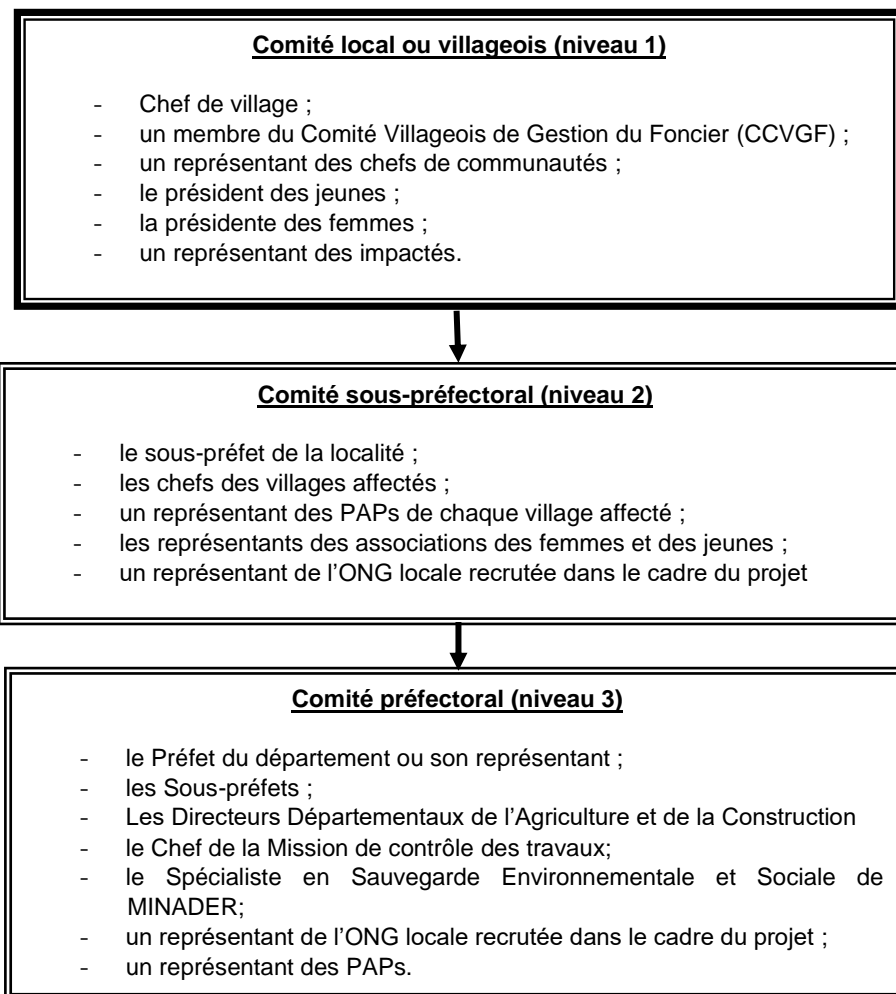 Comité local ou villageois (niveau 1)
- Chef de village ;
- un membre du Comité Villageois de Gestion du Foncier (CCVGF) ;
- un représentant des chefs de communautés ;
- le président des jeunes ;
- la présidente des femmes ;
- un représentant des impactés.
Comité sous-préfectoral (niveau 2)
- le sous-préfet de la localité ;
- les chefs des villages affectés ;
- un représentant des PAPs de chaque village affecté ;
- les représentants des associations des femmes et des jeunes ;
- un représentant de l’ONG locale recrutée dans le cadre du projet
Comité préfectoral (niveau 3)
- le Préfet du département ou son représentant ;
- les Sous-préfets ;
- Les Directeurs Départementaux de l’Agriculture et de la Construction
- le Chef de la Mission de contrôle des travaux;
- le Spécialiste en Sauvegarde Environnementale et Sociale de
MINADER;
- un représentant de l’ONG locale recrutée dans le cadre du projet ;
- un représentant des PAPs.